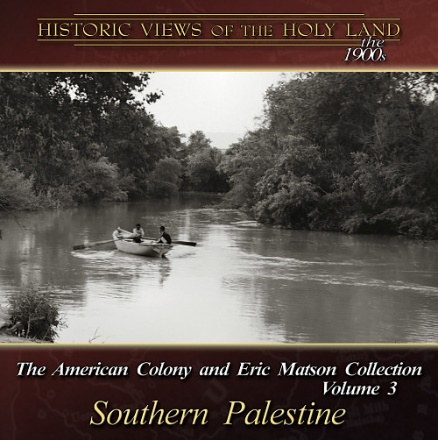 HISTORIC VIEWS OF THE HOLY LAND
the
1900s
The American Colony and Eric Matson Collection
Volume 3
Southern Palestine